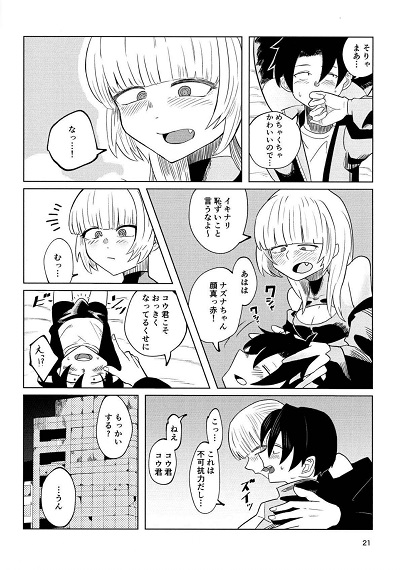 そりゃ
まあ…
めちゃくちゃ
かわいいので…
なっ…!
イキナリ
恥ずいこと
言うなよ〜
あはは
ナズナちゃん
顔真っ赤!
ワシャ
ワシャ
むっ…
コウ君こそ
おっきく
なってるくせに
え、!?
こっ…
これは
不可抗力だし…
ねえ
コウ君
コウ君
ズイッ
もっかい
する?
…うん
21